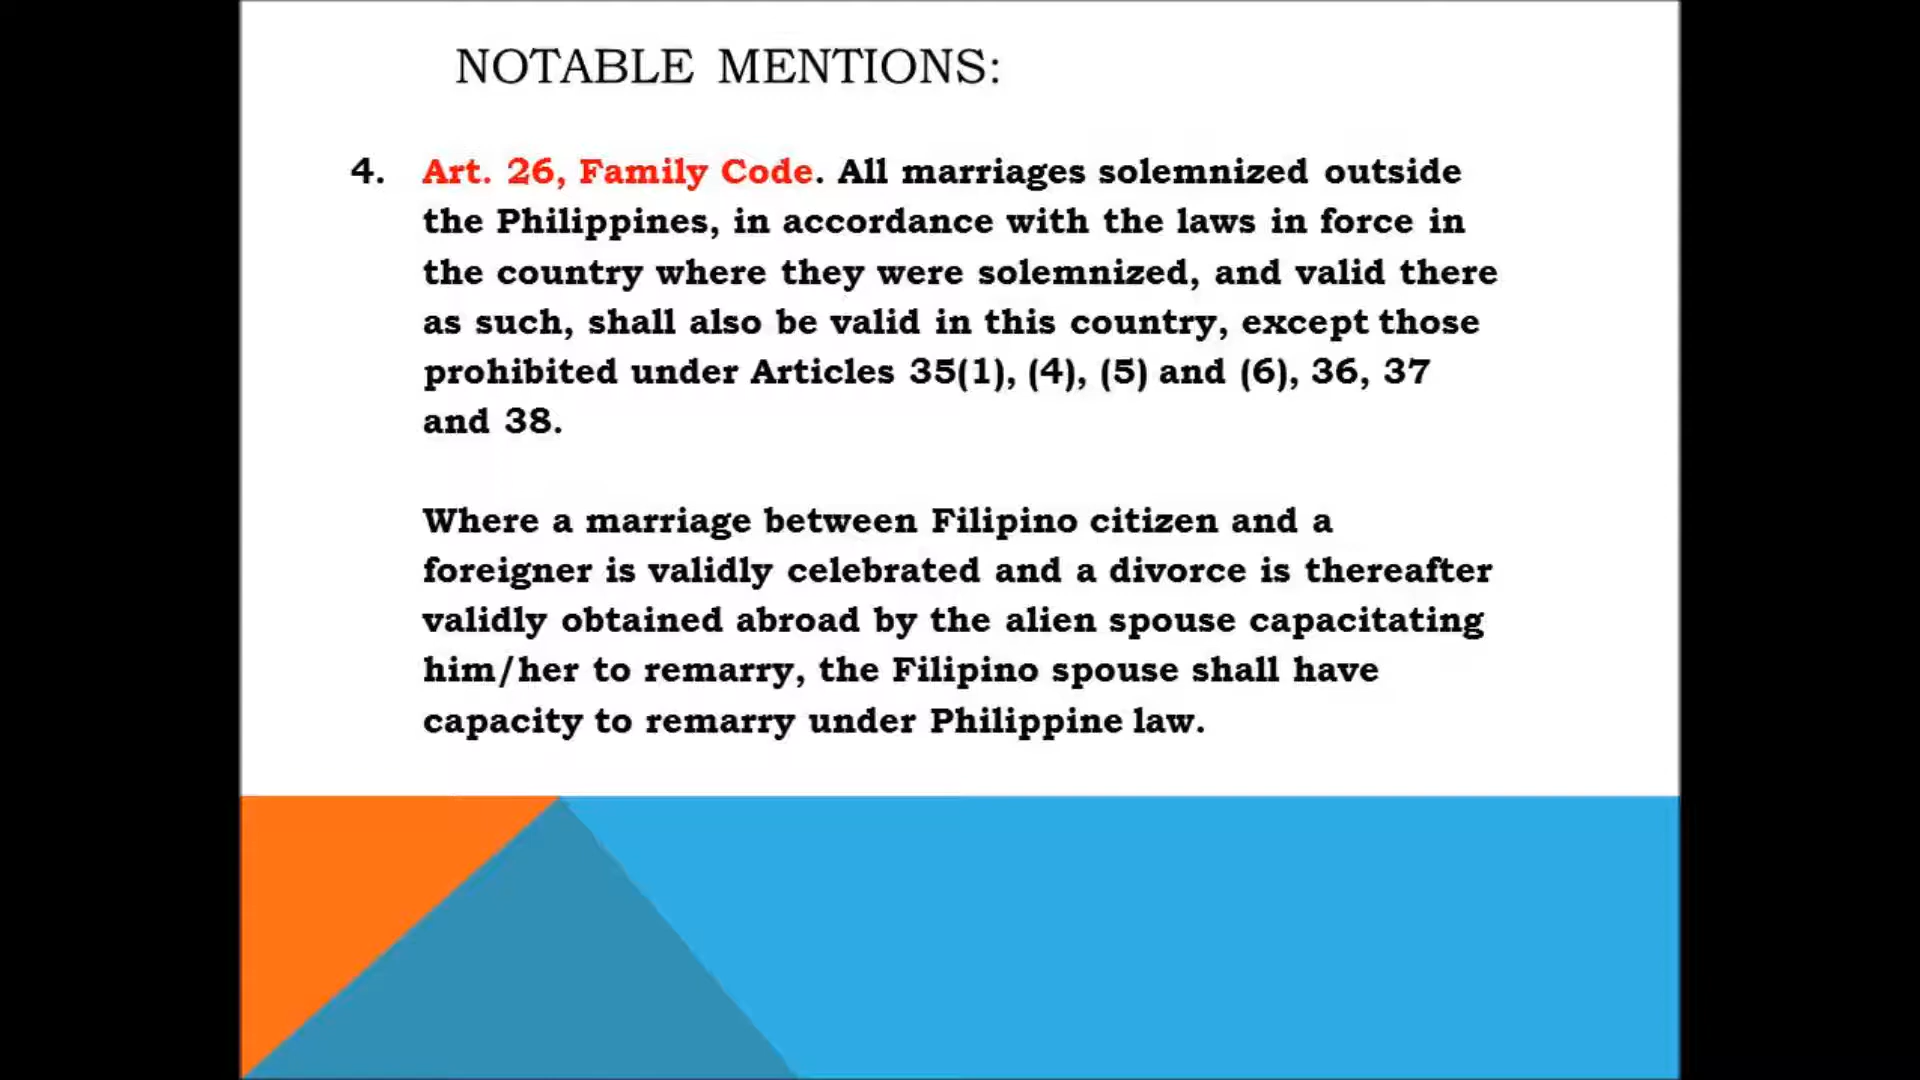 NOTABLE MENTIONS:
4. Art. 26, Family Code. All marriages solemnized outside
the Philippines, in accordance with the laws in force in
the country where they were solemnized, and valid there
as such, shall also be valid in this country, except those
prohibited under Articles 35(1), (4), (5) and (6), 36, 37
and 38.
Where a marriage between Filipino citizen and a
foreigner is validly celebrated and a divorce is thereafter
validly obtained abroad by the alien spouse capacitating
him/her to remarry, the Filipino spouse shall have
capacity to remarry under Philippine law.